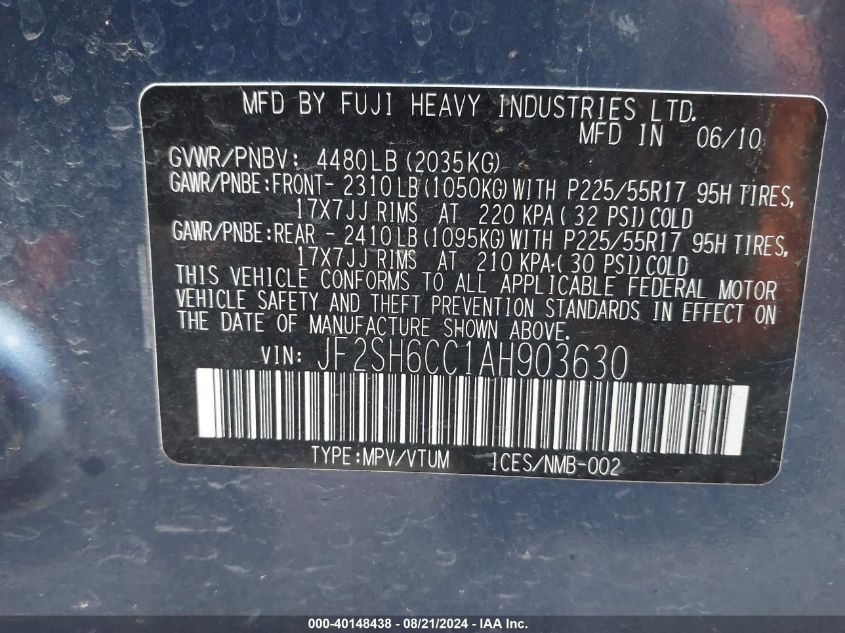 MFD BY FUJI HEAVY INDUSTRIES LTD.
MFD IN 06/10
GVWR/PNBV: 4480LB (2035KG)
GAWR/PNBE:FRONT- 2310LB(1050KG)WITH P225/55R17 95H TIRES,
17X7JJ RIMS AT 220 KPA( 32 PSI)COLD
GAWR/PNBE:REAR - 2410LB(1095KG)WITH P225/55R17 95H TIRES,
17X7JJ RIMS AT 210 KPA-( 30 PSI)COLD
THIS VEHICLE CONFORMS TO ALL APPLICABLE FEDERAL MOTOR
VEHICLE SAFETY AND THEFT PREVENTION STANDARDS IN EFFECT ON
THE DATE OF MANUFACTURE SHOWN ABOVE.
VIN: JF2SH6CC1AH903630
TYPE:MPV/VTUM ICES/NMB-002
000-40148438 - 08/21/2024 - IAA Inc.